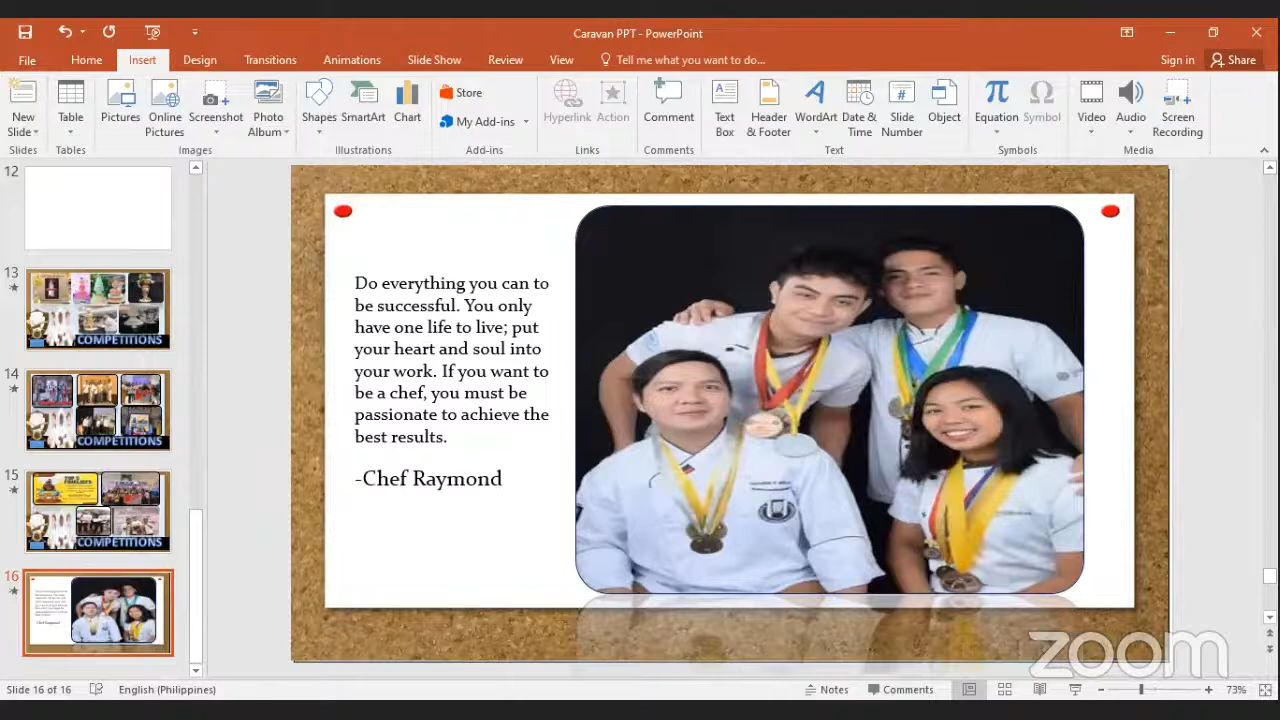 Caravan PPT - PowerPoint
File Home Insert Design Transitions Animations Slide Show Review View Tell me what you want to do... Sign in Share
New Slide Table Pictures Online Pictures Screenshot Photo Album Shapes SmartArt Chart Store My Add-ins Hyperlink Action Comment Text Box Header & Footer WordArt Date & Time Slide Number Object Equation Symbol Video Audio Screen Recording
Slides Tables Images Illustrations Add-ins Links Comments Text Symbols Media
12
13
COMPETITIONS
14
COMPETITIONS
15
COMPETITIONS
16
Do everything you can to
be successful. You only
have one life to live; put
your heart and soul into
your work. If you want to
be a chef, you must be
passionate to achieve the
best results.
-Chef Raymond
zoom
Slide 16 of 16 English (Philippines) Notes Comments 73%